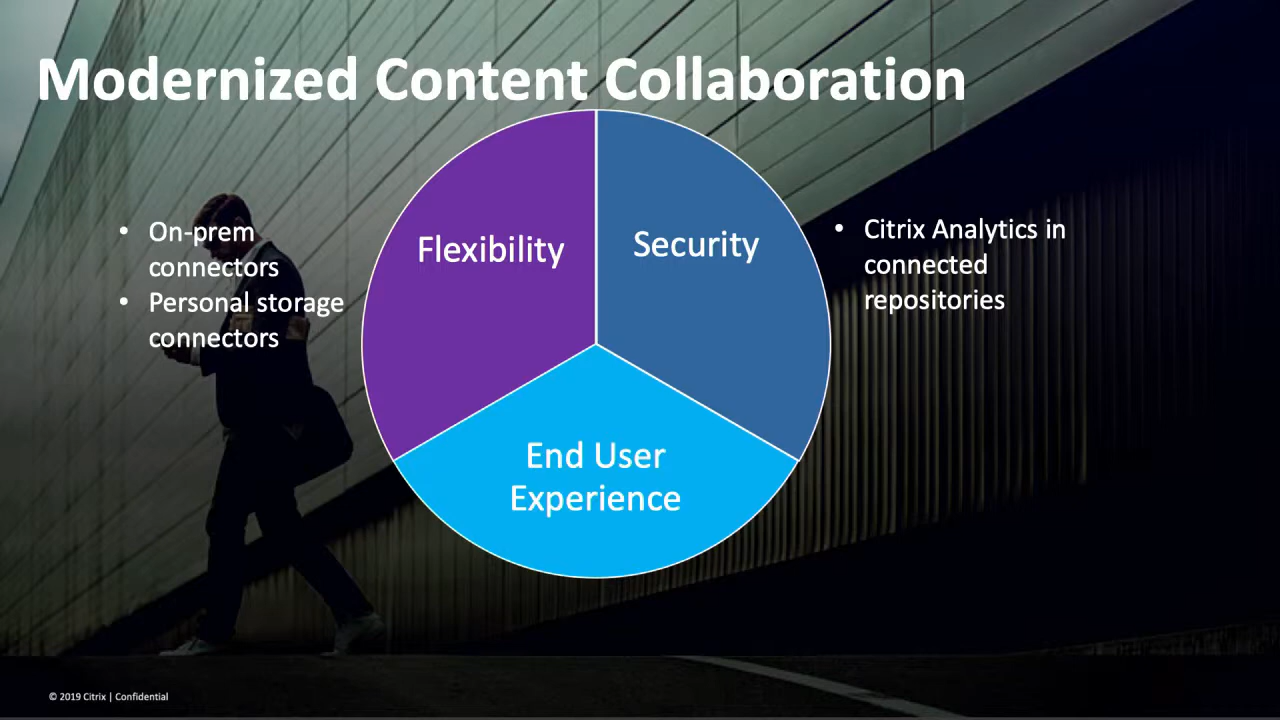 Modernized Content Collaboration
• On-prem
connectors
• Personal storage
connectors
Flexibility
Security
• Citrix Analytics in
connected
repositories
End User
Experience
© 2019 Citrix | Confidential